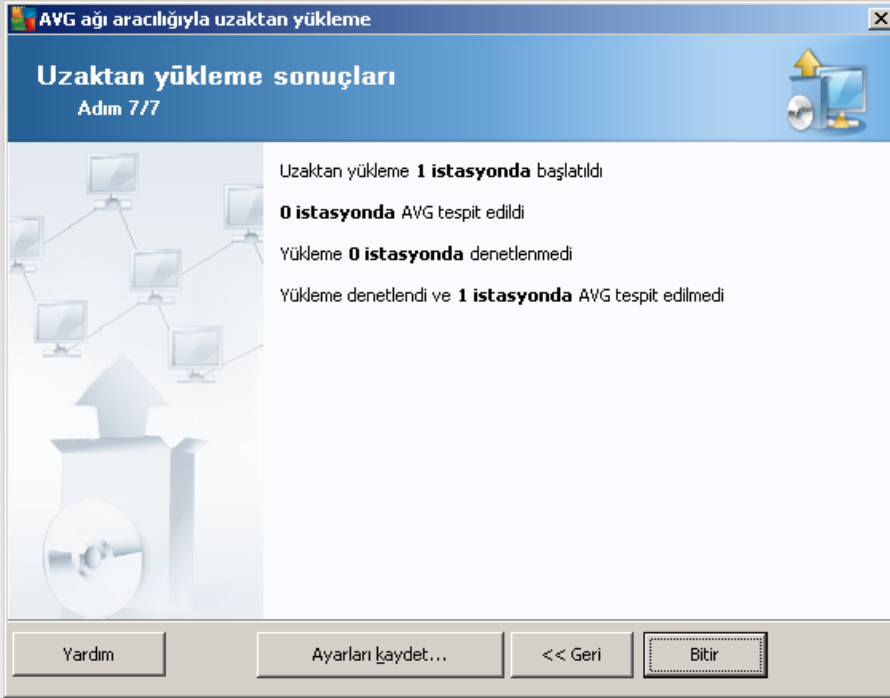 AVG ağı aracılığıyla uzaktan yükleme
Uzaktan yükleme sonuçları
Adım 7/7
Uzaktan yükleme 1 istasyonda başlatıldı
0 istasyonda AVG tespit edildi
Yükleme 0 istasyonda denetlenmedi
Yükleme denetlendi ve 1 istasyonda AVG tespit edilmedi
Yardım Ayarları kaydet... << Geri Bitir